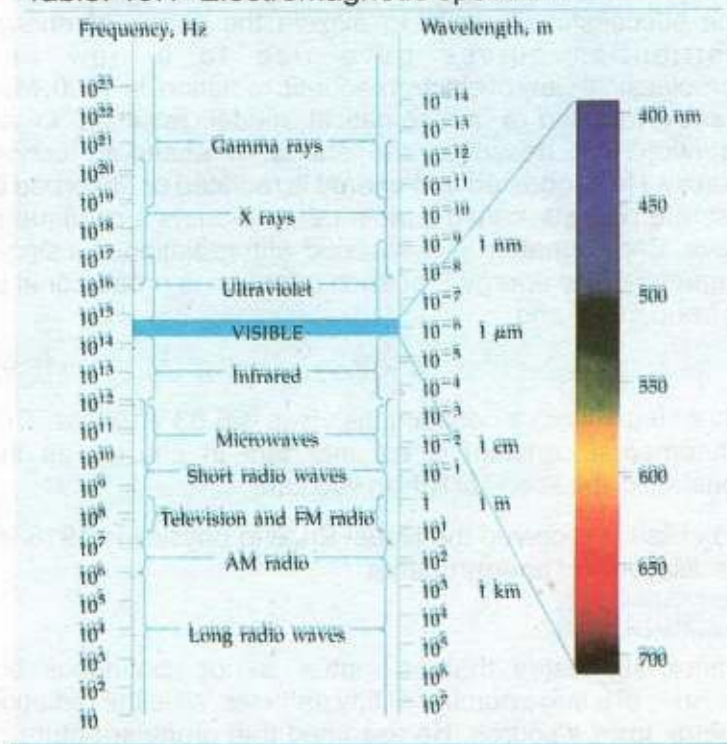 Electromagnetic
Frequency, Hz
Wavelength, m
10²³
10²²
10²¹
10²⁰
10¹⁹
10¹⁸
10¹⁷
10¹⁶
10¹⁵
10¹⁴
10¹³
10¹²
10¹¹
10¹⁰
10⁹
10⁸
10⁷
10⁶
10⁵
10⁴
10³
10²
10
Gamma rays
X rays
Ultraviolet
VISIBLE
Infrared
Microwaves
Short radio waves
Television and FM radio
AM radio
Long radio waves
10⁻¹⁴
10⁻¹³
10⁻¹²
10⁻¹¹
10⁻¹⁰
10⁻⁹ 1 nm
10⁻⁸
10⁻⁷
10⁻⁶ 1 μm
10⁻⁵
10⁻⁴
10⁻³
10⁻² 1 cm
10⁻¹
1 1 m
10¹
10²
10³ 1 km
10⁴
10⁵
10⁶
10⁷
400 nm
450
500
550
600
650
700